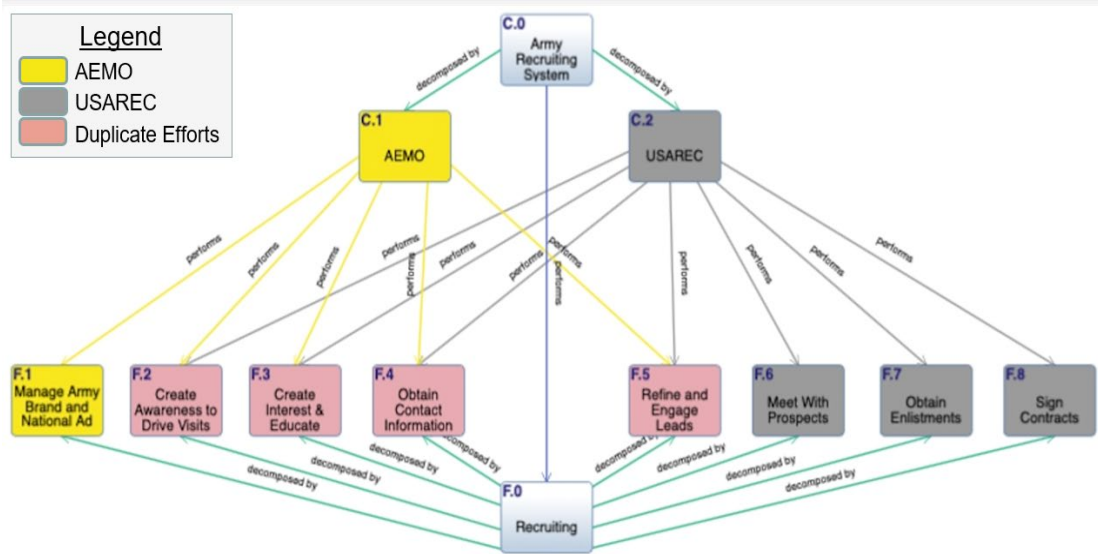 Legend
AEMO
USAREC
Duplicate Efforts
C.0
Army
Recruiting
System
decomposed by
decomposed by
C.1
AEMO
C.2
USAREC
performs
performs
performs
performs
performs
performs
performs
performs
performs
performs
performs
performs
performs
F.1
Manage Army
Brand and
National Ad
F.2
Create
Awareness to
Drive Visits
F.3
Create
Interest &
Educate
F.4
Obtain
Contact
Information
F.5
Refine and
Engage
Leads
F.6
Meet With
Prospects
F.7
Obtain
Enlistments
F.8
Sign
Contracts
decomposed by
decomposed by
decomposed by
decomposed by
decomposed by
decomposed by
decomposed by
decomposed by
F.0
Recruiting